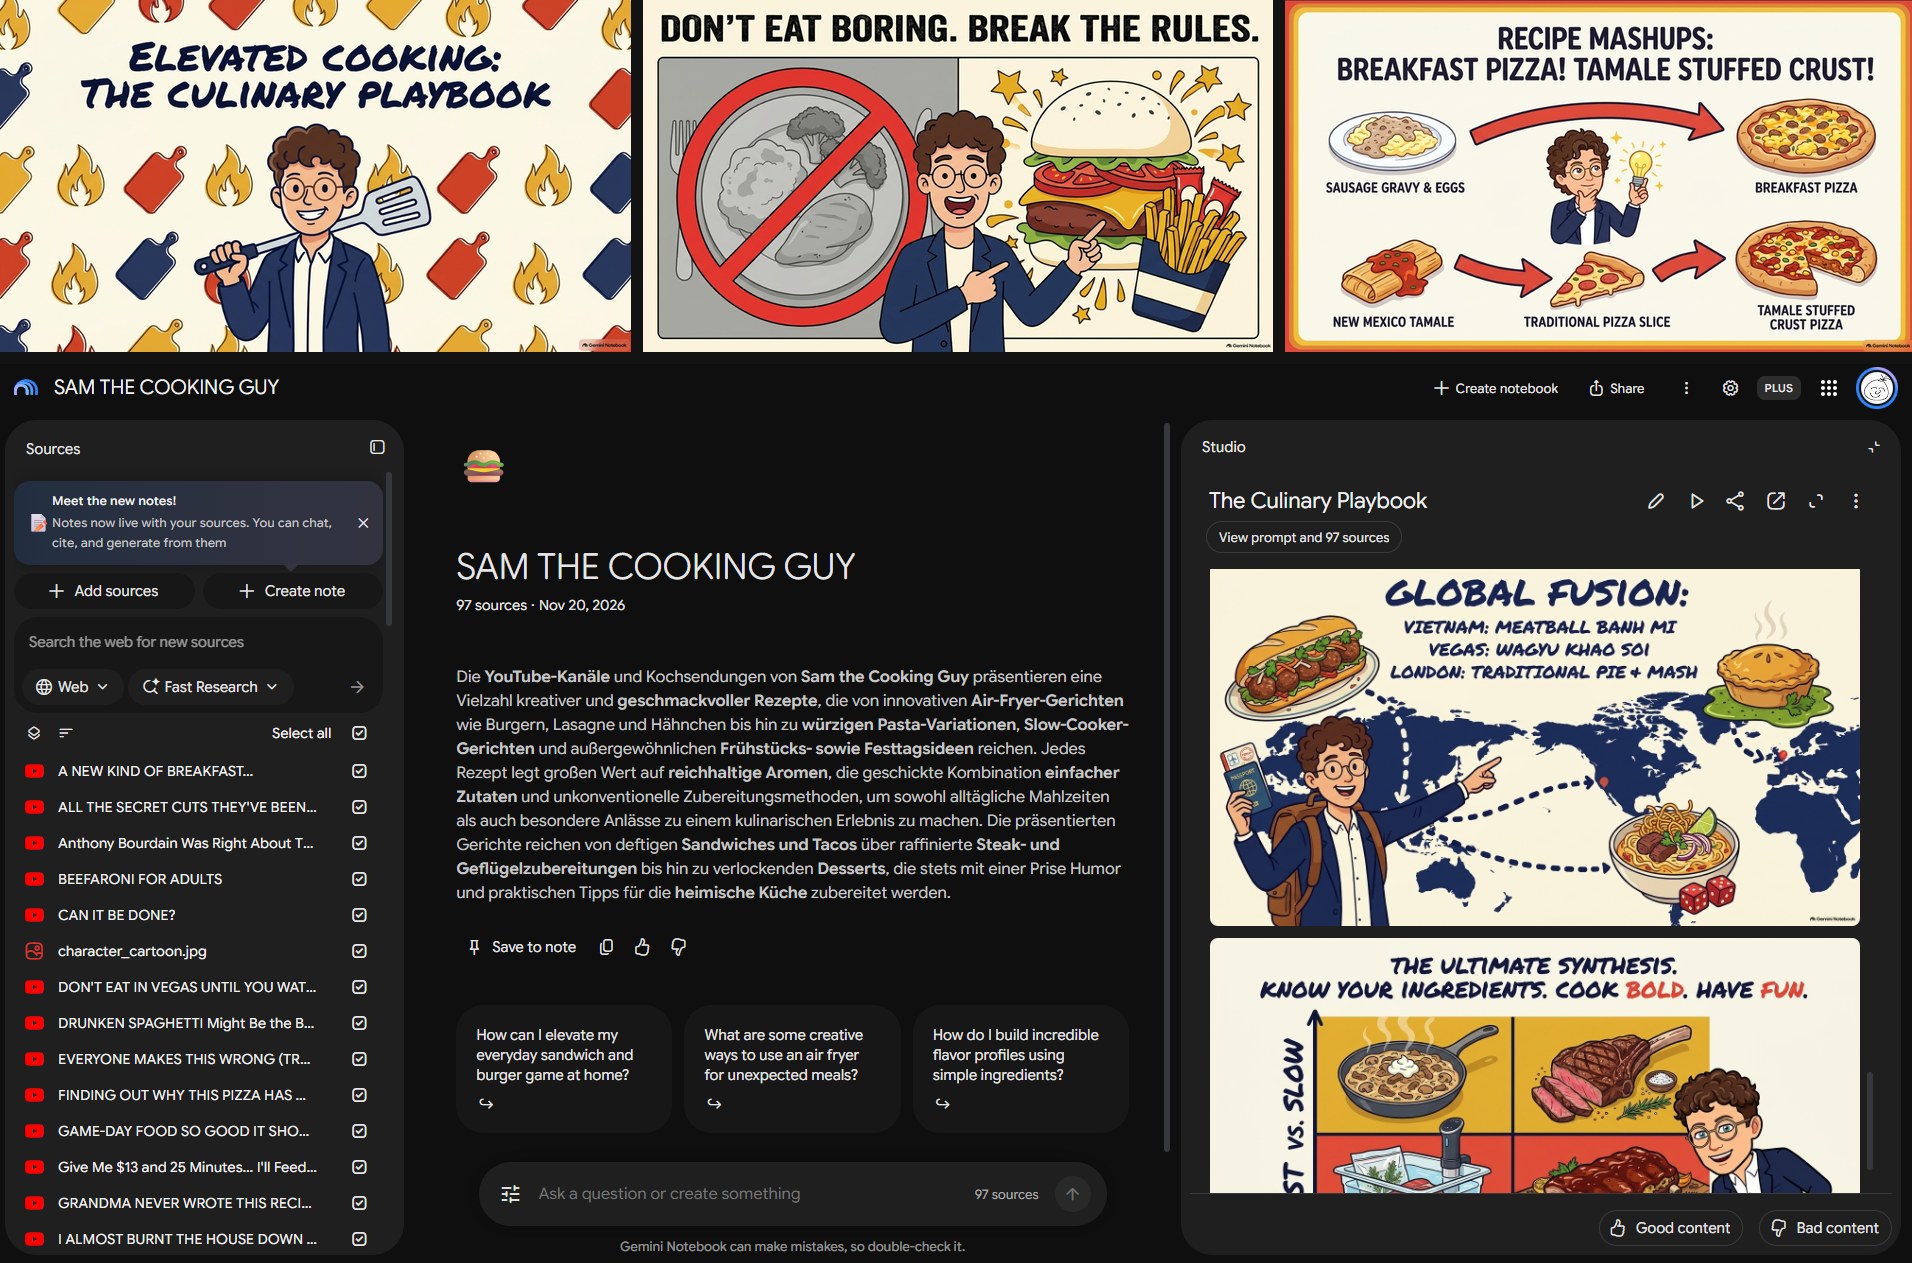 ELEVATED COOKING:
THE CULINARY PLAYBOOK
Gemini Notebook
DON'T EAT BORING. BREAK THE RULES.
Gemini Notebook
RECIPE MASHUPS:
BREAKFAST PIZZA! TAMALE STUFFED CRUST!
SAUSAGE GRAVY & EGGS
BREAKFAST PIZZA
NEW MEXICO TAMALE
TRADITIONAL PIZZA SLICE
TAMALE STUFFED
CRUST PIZZA
Gemini Notebook
SAM THE COOKING GUY
Create notebook
Share
PLUS
Sources
Meet the new notes!
Notes now live with your sources. You can chat,
cite, and generate from them
Add sources
Create note
Search the web for new sources
Web
Fast Research
Select all
A NEW KIND OF BREAKFAST...
ALL THE SECRET CUTS THEY'VE BEEN...
Anthony Bourdain Was Right About T...
BEEFARONI FOR ADULTS
CAN IT BE DONE?
character_cartoon.jpg
DON'T EAT IN VEGAS UNTIL YOU WAT...
DRUNKEN SPAGHETTI Might Be the B...
EVERYONE MAKES THIS WRONG (TR...
FINDING OUT WHY THIS PIZZA HAS ...
GAME-DAY FOOD SO GOOD IT SHO...
Give Me $13 and 25 Minutes... I'll Feed...
GRANDMA NEVER WROTE THIS RECI...
I ALMOST BURNT THE HOUSE DOWN ...
SAM THE COOKING GUY
97 sources · Nov 20, 2026
Die YouTube-Kanäle und Kochsendungen von Sam the Cooking Guy präsentieren eine
Vielzahl kreativer und geschmackvoller Rezepte, die von innovativen Air-Fryer-Gerichten
wie Burgern, Lasagne und Hähnchen bis hin zu würzigen Pasta-Variationen, Slow-Cooker-
Gerichten und außergewöhnlichen Frühstücks- sowie Festtagsideen reichen. Jedes
Rezept legt großen Wert auf reichhaltige Aromen, die geschickte Kombination einfacher
Zutaten und unkonventionelle Zubereitungsmethoden, um sowohl alltägliche Mahlzeiten
als auch besondere Anlässe zu einem kulinarischen Erlebnis zu machen. Die präsentierten
Gerichte reichen von deftigen Sandwiches und Tacos über raffinierte Steak- und
Geflügelzubereitungen bis hin zu verlockenden Desserts, die stets mit einer Prise Humor
und praktischen Tipps für die heimische Küche zubereitet werden.
Save to note
How can I elevate my
everyday sandwich and
burger game at home?
What are some creative
ways to use an air fryer
for unexpected meals?
How do I build incredible
flavor profiles using
simple ingredients?
Ask a question or create something
97 sources
Gemini Notebook can make mistakes, so double-check it.
Studio
The Culinary Playbook
View prompt and 97 sources
GLOBAL FUSION:
VIETNAM: MEATBALL BANH MI
VEGAS: WAGYU KHAO SOI
LONDON: TRADITIONAL PIE & MASH
PASSPORT
Gemini Notebook
THE ULTIMATE SYNTHESIS.
KNOW YOUR INGREDIENTS. COOK BOLD. HAVE FUN.
ST VS. SLOW
Good content
Bad content